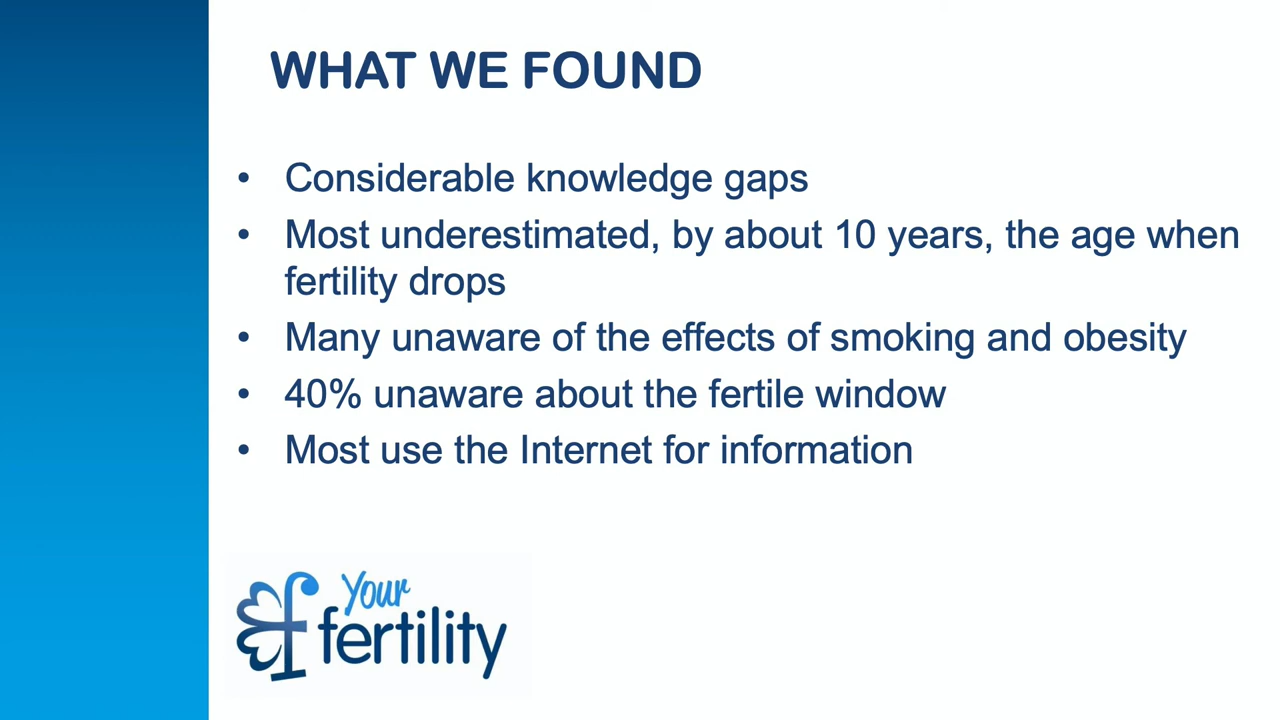 WHAT WE FOUND
• Considerable knowledge gaps
• Most underestimated, by about 10 years, the age when
fertility drops
• Many unaware of the effects of smoking and obesity
• 40% unaware about the fertile window
• Most use the Internet for information
Your
fertility